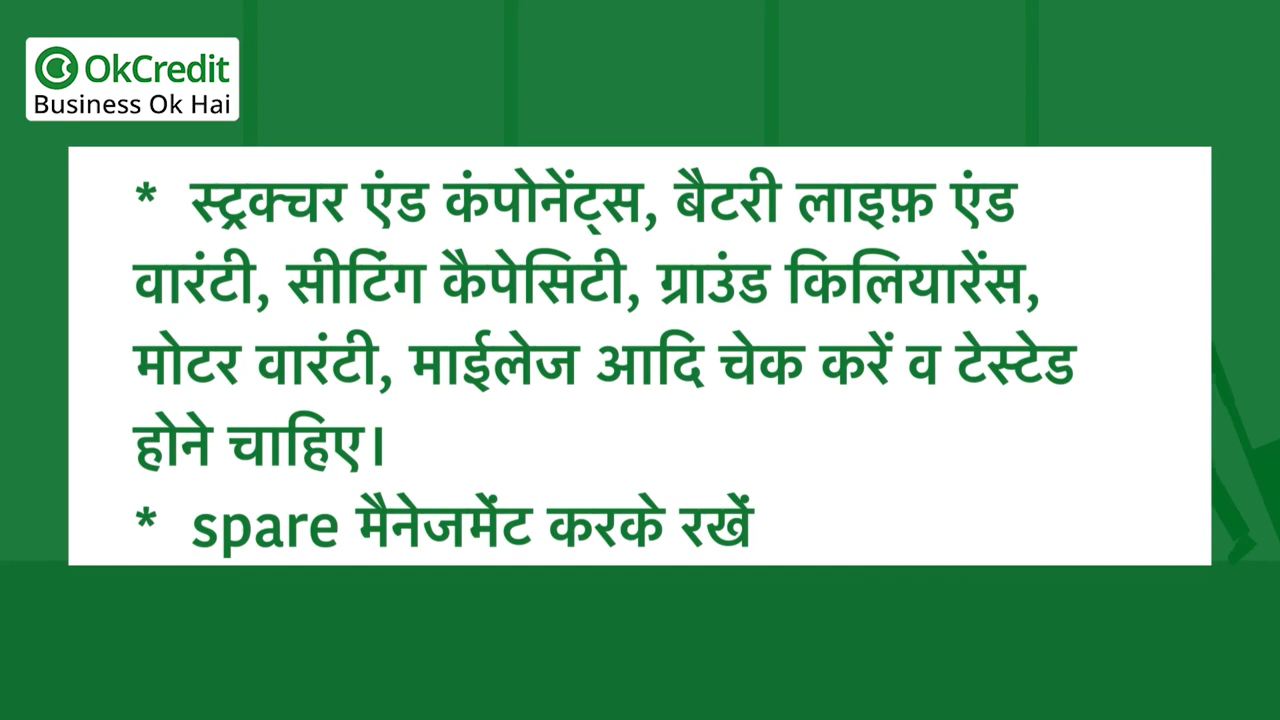 OkCredit
Business Ok Hai
* स्ट्रक्चर एंड कंपोनेंट्स, बैटरी लाइफ़ एंड
वारंटी, सीटिंग कैपेसिटी, ग्राउंड किलियारेंस,
मोटर वारंटी, माईलेज आदि चेक करें व टेस्टेड
होने चाहिए।
* spare मैनेजमेंट करके रखें